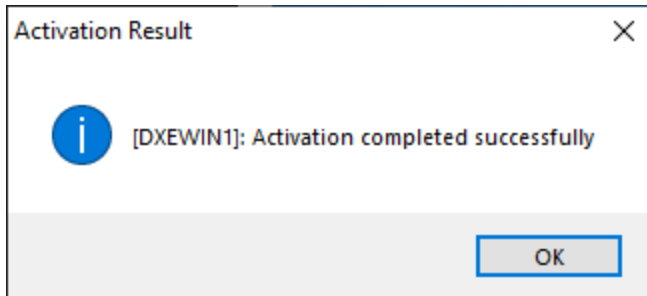 Activation Result
[DXEWIN1]: Activation completed successfully
OK